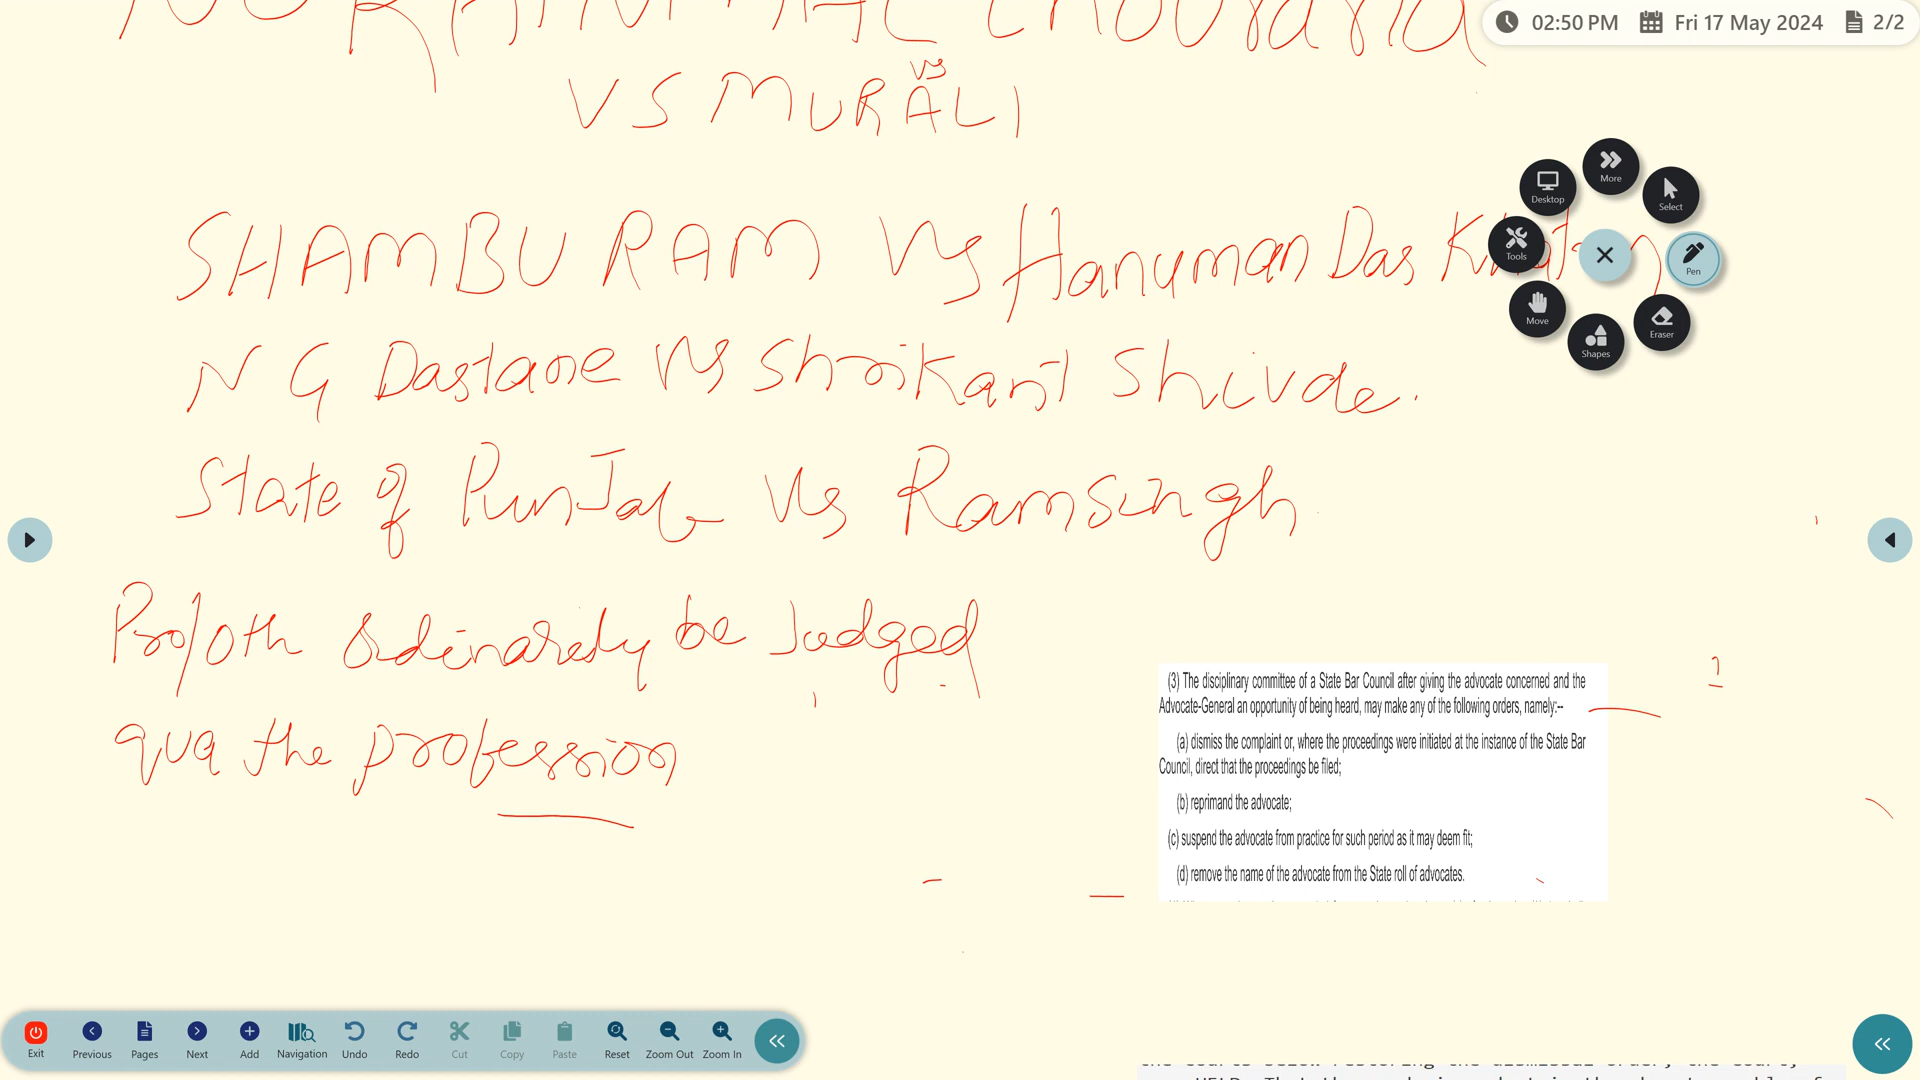 02:50 PM Fri 17 May 2024 2/2
VS MURALI
vs
SHAMBU RAM Vs Hanuman Das
N G Dastane Vs Shrikant Shivde.
State of Punjab Vs Ramsingh
Pro/oth ordinarily be Judged
qua the profession
More
Desktop
Select
Tools
Pen
Move
Eraser
Shapes
(3) The disciplinary committee of a State Bar Council after giving the advocate concerned and the
Advocate-General an opportunity of being heard, may make any of the following orders, namely:--
(a) dismiss the complaint or, where the proceedings were initiated at the instance of the State Bar
Council, direct that the proceedings be filed;
(b) reprimand the advocate;
(c) suspend the advocate from practice for such period as it may deem fit;
(d) remove the name of the advocate from the State roll of advocates.
Exit Previous Pages Next Add Navigation Undo Redo Cut Copy Paste Reset Zoom Out Zoom In